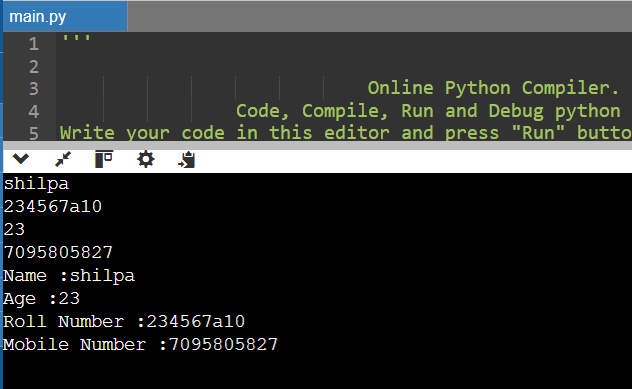 main.py
1 '''
2
3 Online Python Compiler.
4 Code, Compile, Run and Debug python
5 Write your code in this editor and press "Run" butto
shilpa
234567a10
23
7095805827
Name :shilpa
Age :23
Roll Number :234567a10
Mobile Number :7095805827